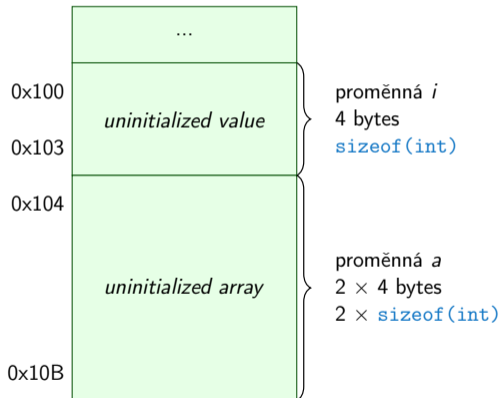 ...
0x100
uninitialized value
0x103
proměnná i
4 bytes
sizeof(int)
0x104
uninitialized array
0x10B
proměnná a
2 × 4 bytes
2 × sizeof(int)